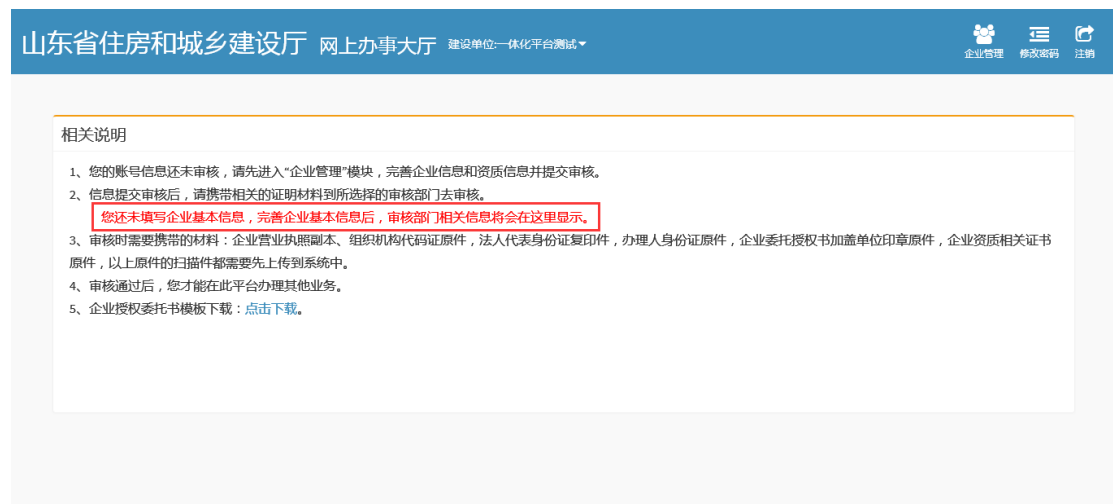 山东省住房和城乡建设厅 网上办事大厅 建设单位:一体化平台测试
企业管理 修改密码 注销
相关说明
1、您的账号信息还未审核，请先进入“企业管理”模块，完善企业信息和资质信息并提交审核。
2、信息提交审核后，请携带相关的证明材料到所选择的审核部门去审核。
您还未填写企业基本信息，完善企业基本信息后，审核部门相关信息将会在这里显示。
3、审核时需要携带的材料：企业营业执照副本、组织机构代码证原件，法人代表身份证复印件，办理人身份证原件，企业委托授权书加盖单位印章原件，企业资质相关证书
原件，以上原件的扫描件都需要先上传到系统中。
4、审核通过后，您才能在此平台办理其他业务。
5、企业授权委托书模板下载：点击下载。